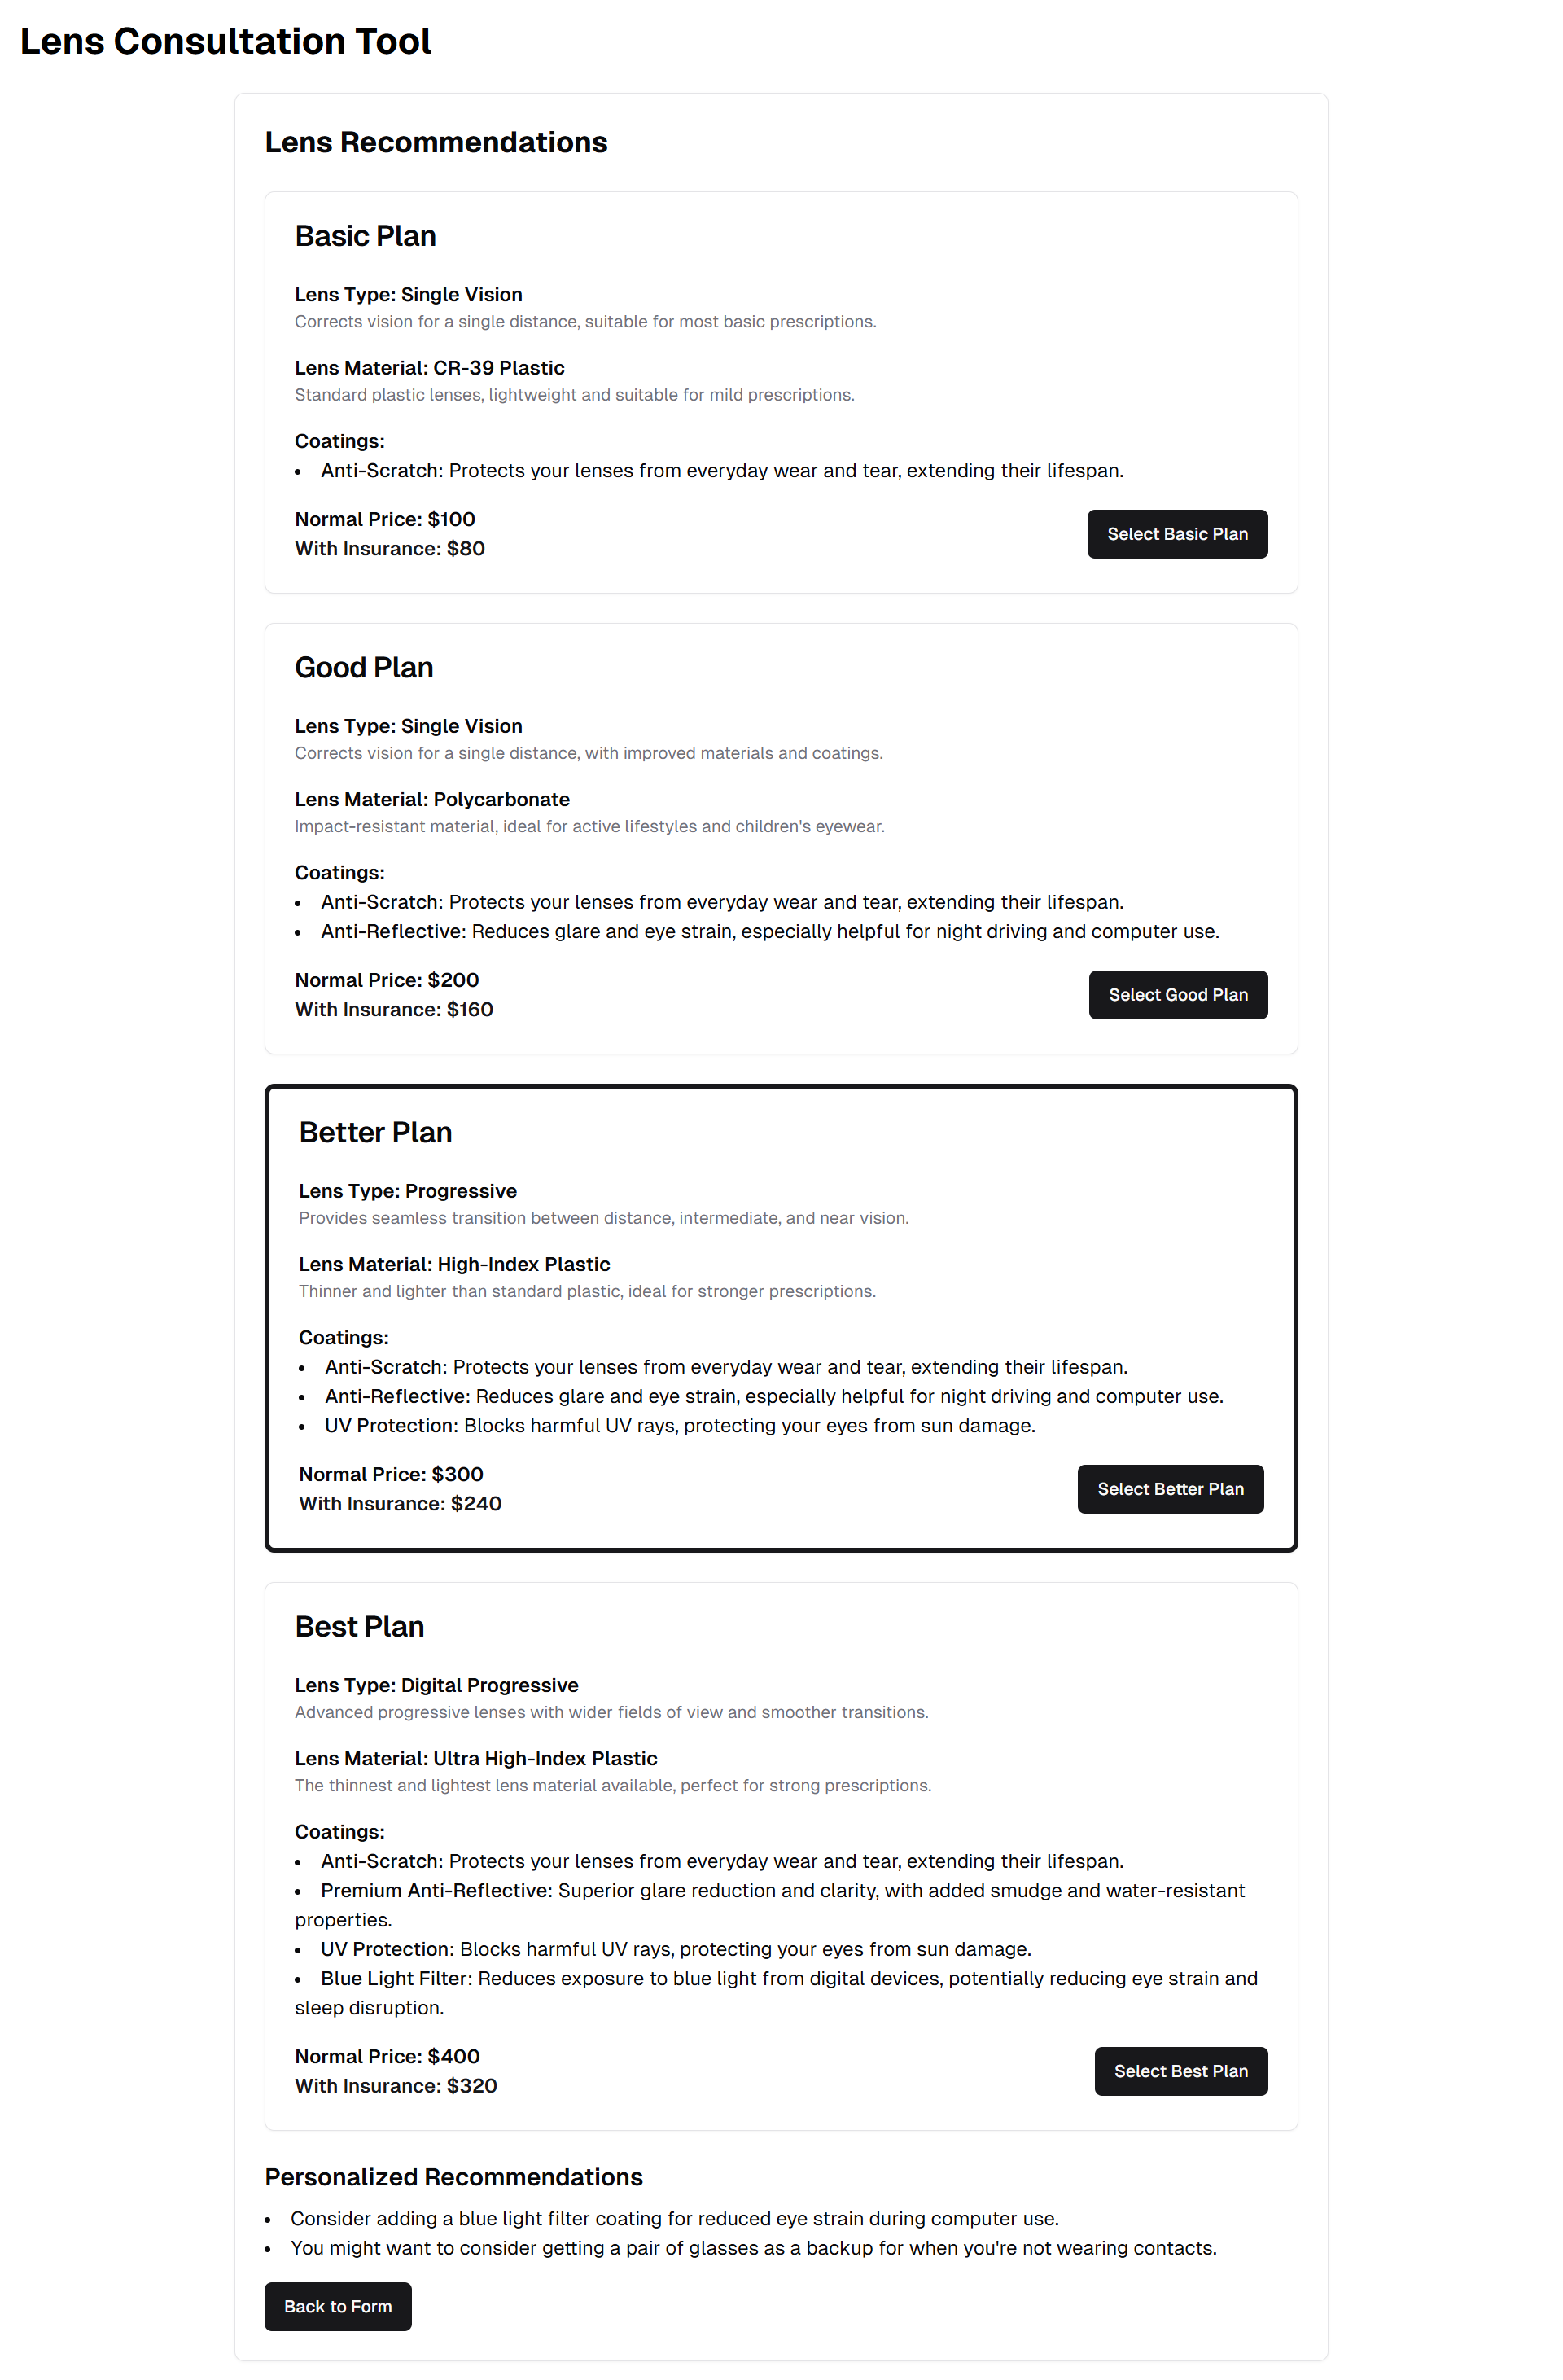 Lens Consultation Tool
Lens Recommendations
Basic Plan
Lens Type: Single Vision
Corrects vision for a single distance, suitable for most basic prescriptions.
Lens Material: CR-39 Plastic
Standard plastic lenses, lightweight and suitable for mild prescriptions.
Coatings:
• Anti-Scratch: Protects your lenses from everyday wear and tear, extending their lifespan.
Normal Price: $100
With Insurance: $80
Select Basic Plan
Good Plan
Lens Type: Single Vision
Corrects vision for a single distance, with improved materials and coatings.
Lens Material: Polycarbonate
Impact-resistant material, ideal for active lifestyles and children's eyewear.
Coatings:
• Anti-Scratch: Protects your lenses from everyday wear and tear, extending their lifespan.
• Anti-Reflective: Reduces glare and eye strain, especially helpful for night driving and computer use.
Normal Price: $200
With Insurance: $160
Select Good Plan
Better Plan
Lens Type: Progressive
Provides seamless transition between distance, intermediate, and near vision.
Lens Material: High-Index Plastic
Thinner and lighter than standard plastic, ideal for stronger prescriptions.
Coatings:
• Anti-Scratch: Protects your lenses from everyday wear and tear, extending their lifespan.
• Anti-Reflective: Reduces glare and eye strain, especially helpful for night driving and computer use.
• UV Protection: Blocks harmful UV rays, protecting your eyes from sun damage.
Normal Price: $300
With Insurance: $240
Select Better Plan
Best Plan
Lens Type: Digital Progressive
Advanced progressive lenses with wider fields of view and smoother transitions.
Lens Material: Ultra High-Index Plastic
The thinnest and lightest lens material available, perfect for strong prescriptions.
Coatings:
• Anti-Scratch: Protects your lenses from everyday wear and tear, extending their lifespan.
• Premium Anti-Reflective: Superior glare reduction and clarity, with added smudge and water-resistant
properties.
• UV Protection: Blocks harmful UV rays, protecting your eyes from sun damage.
• Blue Light Filter: Reduces exposure to blue light from digital devices, potentially reducing eye strain and
sleep disruption.
Normal Price: $400
With Insurance: $320
Select Best Plan
Personalized Recommendations
• Consider adding a blue light filter coating for reduced eye strain during computer use.
• You might want to consider getting a pair of glasses as a backup for when you're not wearing contacts.
Back to Form